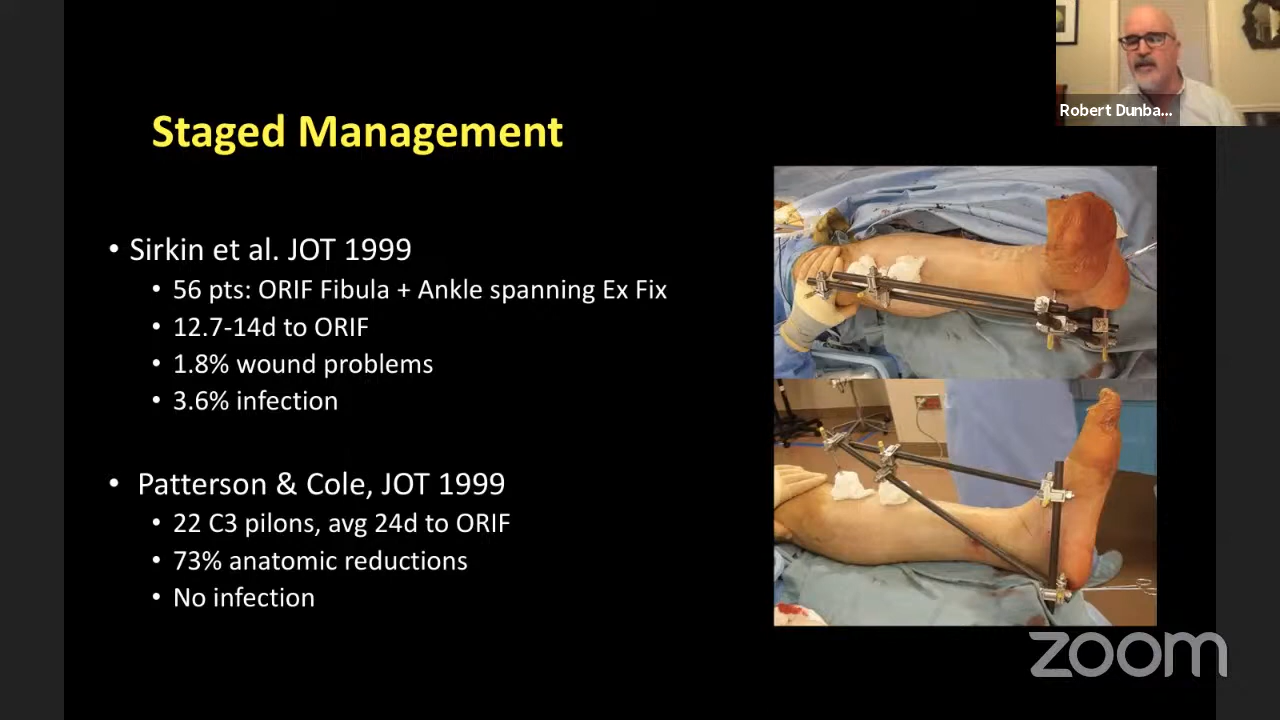 Robert Dunba...
Staged Management
• Sirkin et al. JOT 1999
• 56 pts: ORIF Fibula + Ankle spanning Ex Fix
• 12.7-14d to ORIF
• 1.8% wound problems
• 3.6% infection
• Patterson & Cole, JOT 1999
• 22 C3 pilons, avg 24d to ORIF
• 73% anatomic reductions
• No infection
zoom